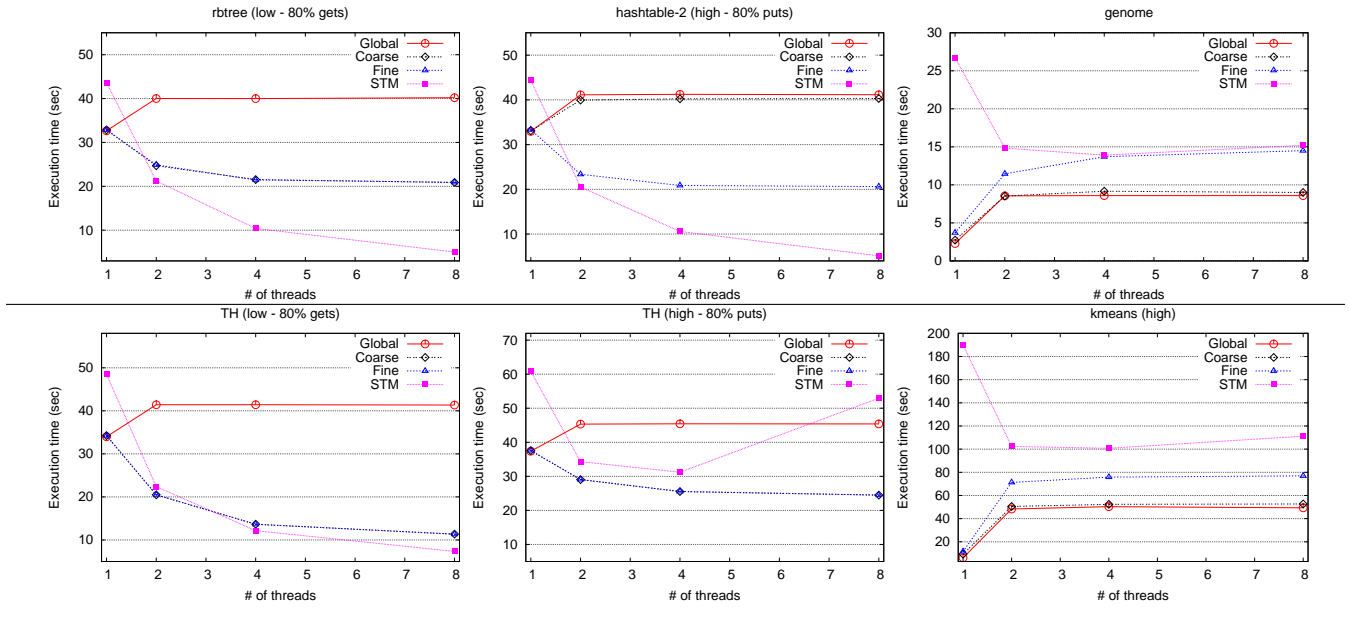 rbtree (low - 80% gets)
Execution time (sec)
50
40
30
20
10
Global
Coarse
Fine
STM
1 2 3 4 5 6 7 8
# of threads
hashtable-2 (high - 80% puts)
Execution time (sec)
50
40
30
20
10
Global
Coarse
Fine
STM
1 2 3 4 5 6 7 8
# of threads
genome
Execution time (sec)
30
25
20
15
10
5
0
Global
Coarse
Fine
STM
1 2 3 4 5 6 7 8
# of threads
TH (low - 80% gets)
Execution time (sec)
50
40
30
20
10
Global
Coarse
Fine
STM
1 2 3 4 5 6 7 8
# of threads
TH (high - 80% puts)
Execution time (sec)
70
60
50
40
30
20
10
Global
Coarse
Fine
STM
1 2 3 4 5 6 7 8
# of threads
kmeans (high)
Execution time (sec)
200
180
160
140
120
100
80
60
40
20
Global
Coarse
Fine
STM
1 2 3 4 5 6 7 8
# of threads